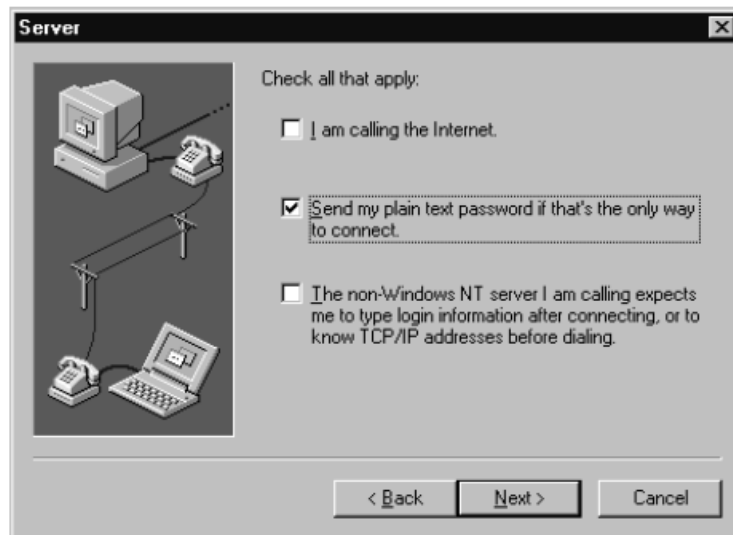 Server
Check all that apply:
I am calling the Internet.
Send my plain text password if that's the only way
to connect.
The non-Windows NT server I am calling expects
me to type login information after connecting, or to
know TCP/IP addresses before dialing.
< Back
Next >
Cancel